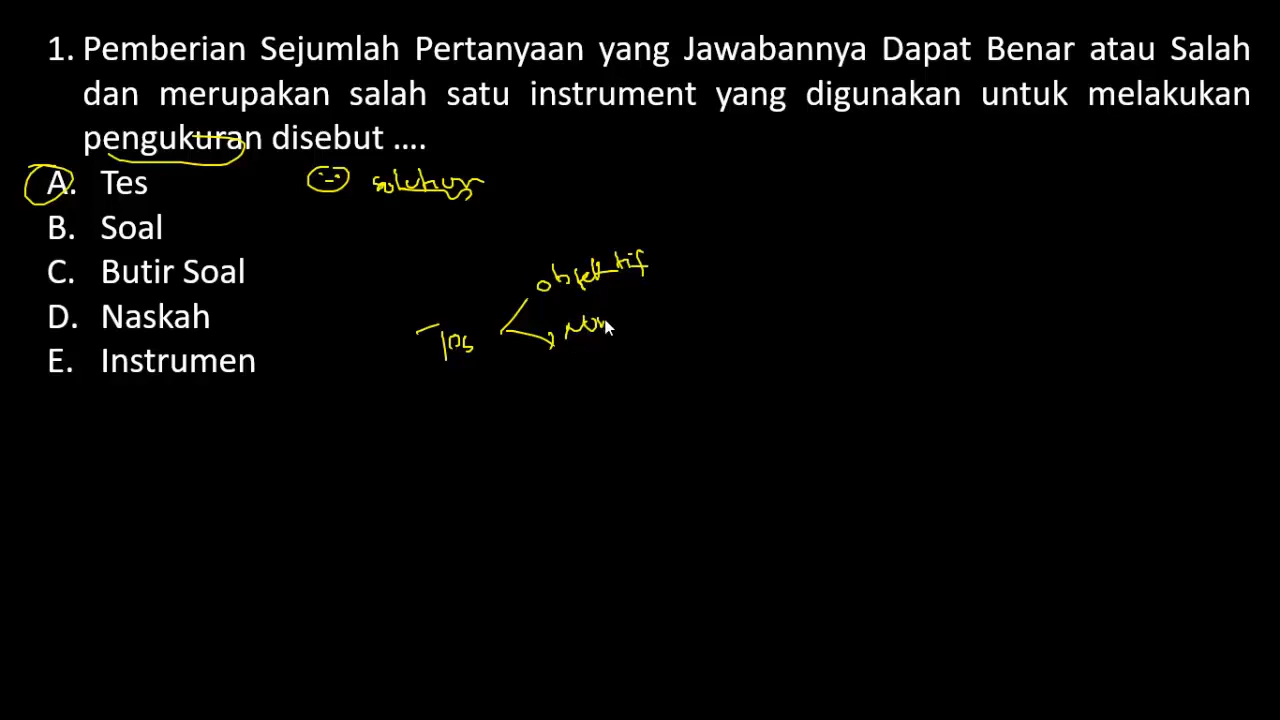 1. Pemberian Sejumlah Pertanyaan yang Jawabannya Dapat Benar atau Salah
dan merupakan salah satu instrument yang digunakan untuk melakukan
pengukuran disebut ....
A. Tes
B. Soal
C. Butir Soal
D. Naskah
E. Instrumen
objektif
Tes